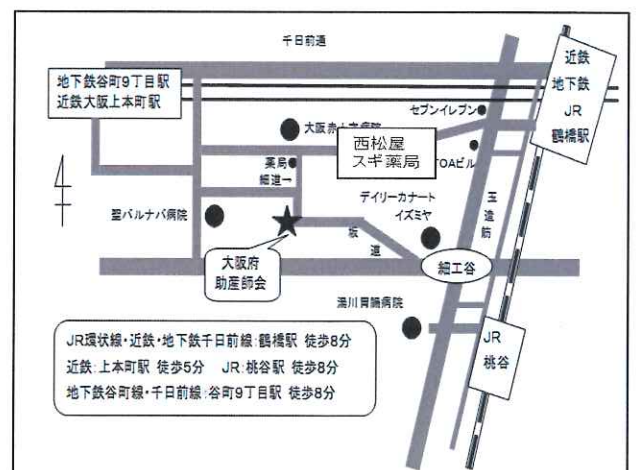 千日前通
近鉄
地下鉄
JR
鶴橋駅
地下鉄谷町9丁目駅
近鉄大阪上本町駅
セブンイレブン
大阪赤十字病院
西松屋
スギ薬局
TOAビル
薬局
細道→
デイリーカナート
イズミヤ
玉造筋
聖バルナバ病院
坂道
大阪府
助産師会
細工谷
湯川胃腸病院
JR
桃谷
JR環状線・近鉄・地下鉄千日前線:鶴橋駅 徒歩8分
近鉄:上本町駅 徒歩5分 JR:桃谷駅 徒歩8分
地下鉄谷町線・千日前線:谷町9丁目駅 徒歩8分